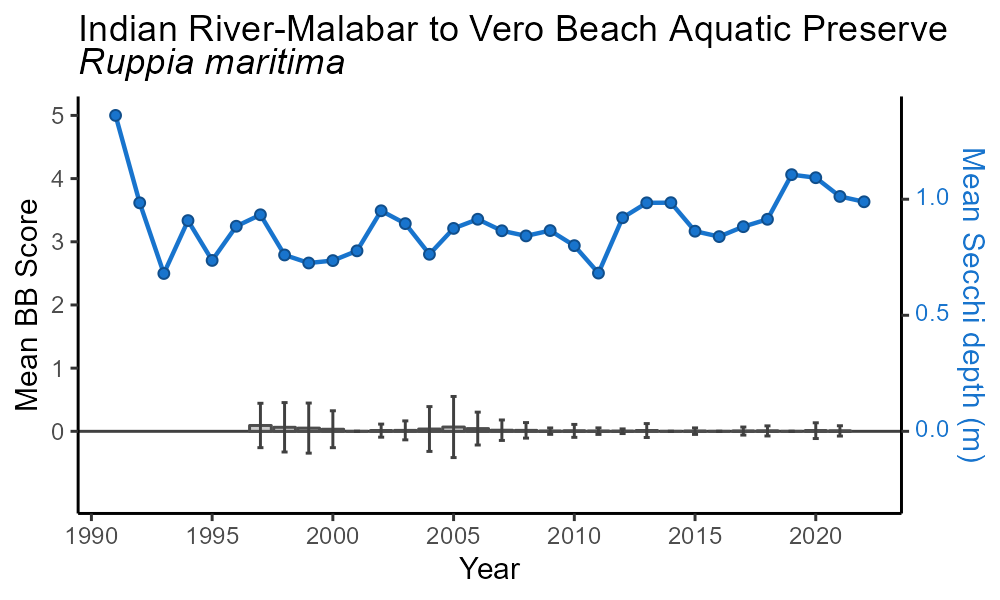 Indian River-Malabar to Vero Beach Aquatic Preserve
Ruppia maritima
Mean BB Score
5
4
3
2
1
0
1.0
0.5
0.0
Mean Secchi depth (m)
1990 1995 2000 2005 2010 2015 2020
Year